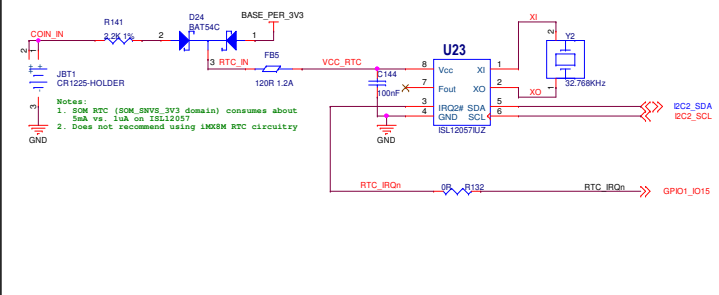 D24
BAT54C
BASE_PER_3V3
R141
2.2K 1%
COIN_IN
2
1
2
1
3
RTC_IN
FB5
120R 1.2A
VCC_RTC
JBT1
CR1225-HOLDER
3
GND
Notes:
1. SOM RTC (SOM_SNVS_3V3 domain) consumes about
5mA vs. 1uA on ISL12057
2. Does not recommend using iMX8M RTC circuitry
C144
100nF
GND
U23
8 Vcc XI 1
7 Fout XO 2
3 IRQ2# SDA 5
4 GND SCL 6
ISL12057IUZ
XI
XO
Y2
2
1
32.768KHz
I2C2_SDA
I2C2_SCL
RTC_IRQn
0R R132
RTC_IRQn
GPIO1_IO15